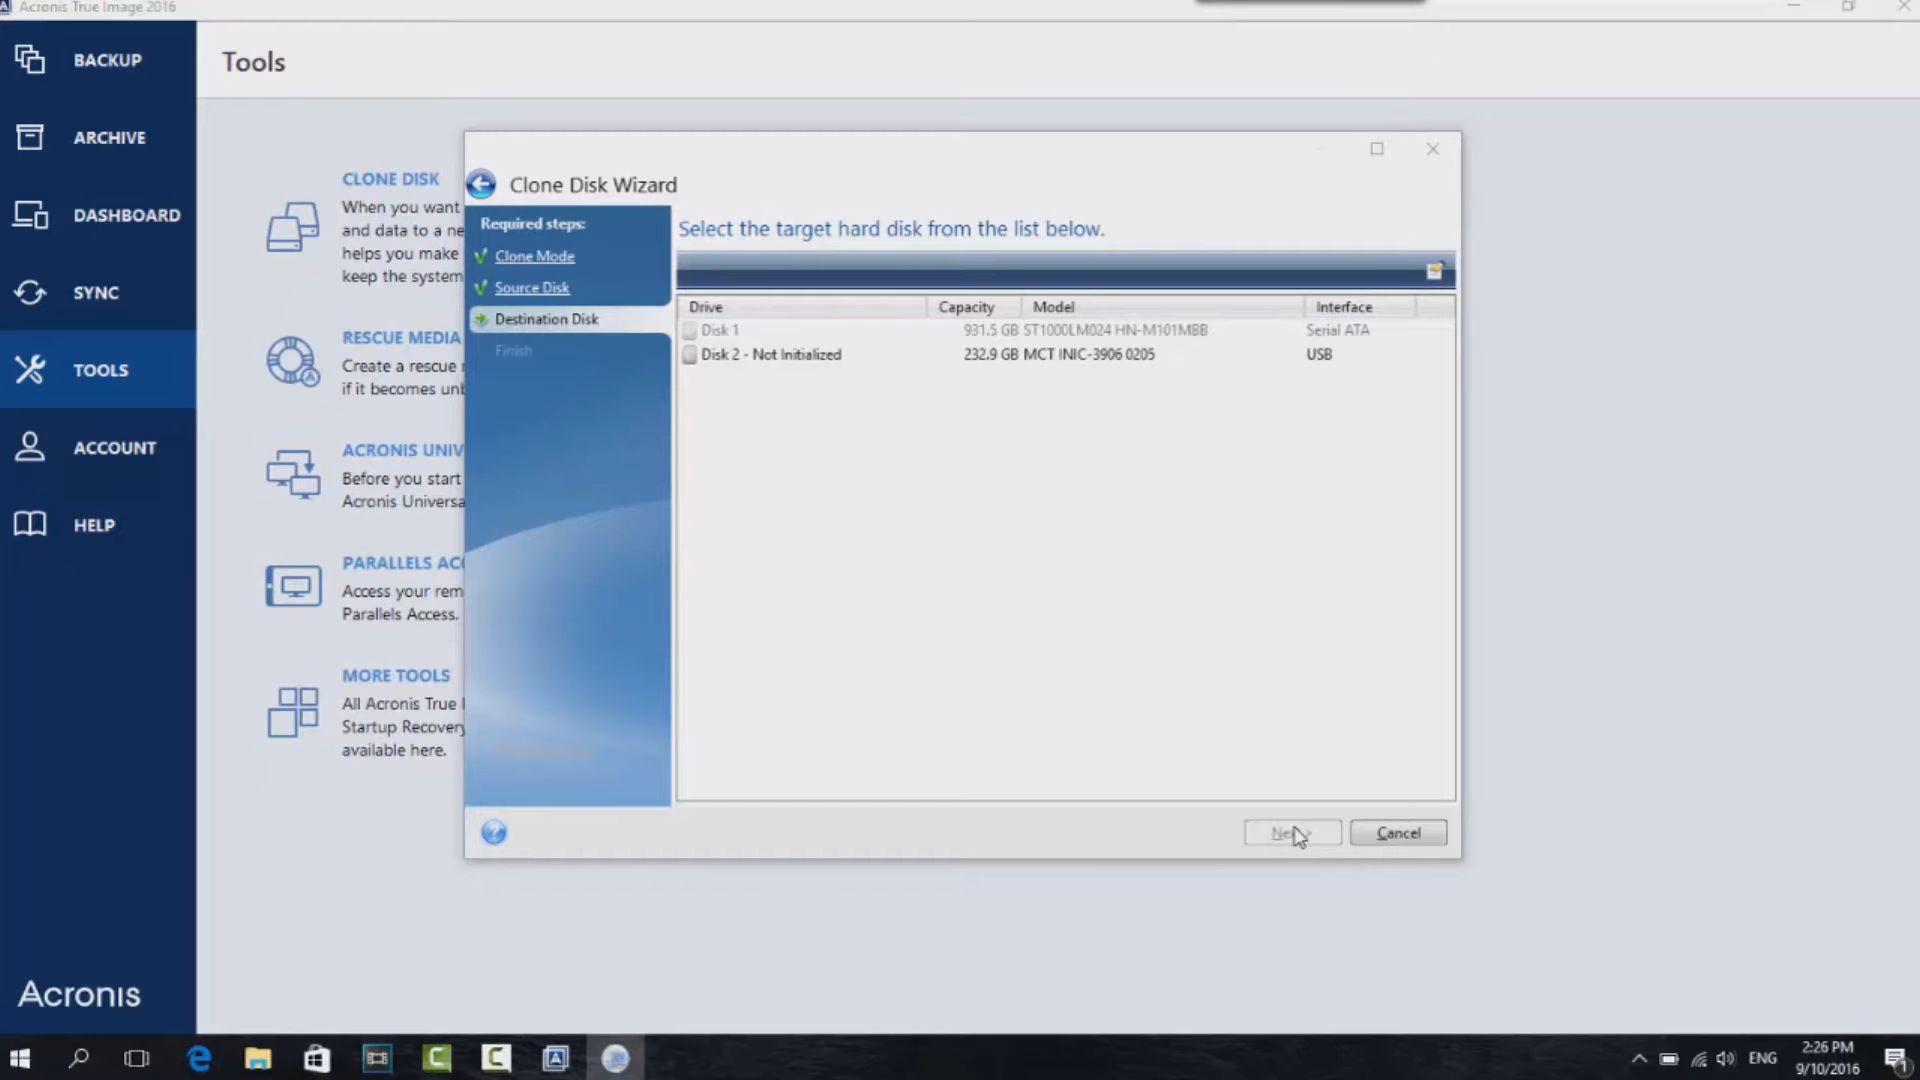 Acronis True Image 2016
BACKUP
ARCHIVE
DASHBOARD
SYNC
TOOLS
ACCOUNT
HELP
Acronis
Tools
CLONE DISK
When you want
and data to a ne
helps you make
keep the system
RESCUE MEDIA
Create a rescue
if it becomes unb
ACRONIS UNIV
Before you start
Acronis Universa
PARALLELS AC
Access your rem
Parallels Access.
MORE TOOLS
All Acronis True
Startup Recovery
available here.
Clone Disk Wizard
Required steps:
Clone Mode
Source Disk
Destination Disk
Finish
Select the target hard disk from the list below.
Drive Capacity Model Interface
Disk 1 931.5 GB ST1000LM024 HN-M101MBB Serial ATA
Disk 2 - Not Initialized 232.9 GB MCT INIC-3906 0205 USB
Cancel
ENG
2:26 PM
9/10/2016
1